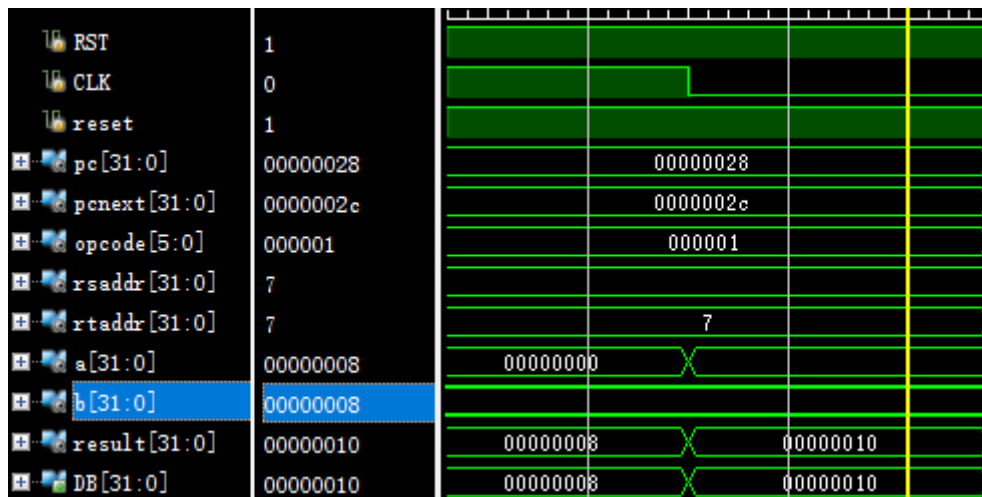 RST 1
CLK 0
reset 1
pc[31:0] 00000028 00000028
pcnext[31:0] 0000002c 0000002c
opcode[5:0] 000001 000001
rsaddr[31:0] 7
rtaddr[31:0] 7 7
a[31:0] 00000008 00000000
b[31:0] 00000008
result[31:0] 00000010 00000008 00000010
DB[31:0] 00000010 00000008 00000010